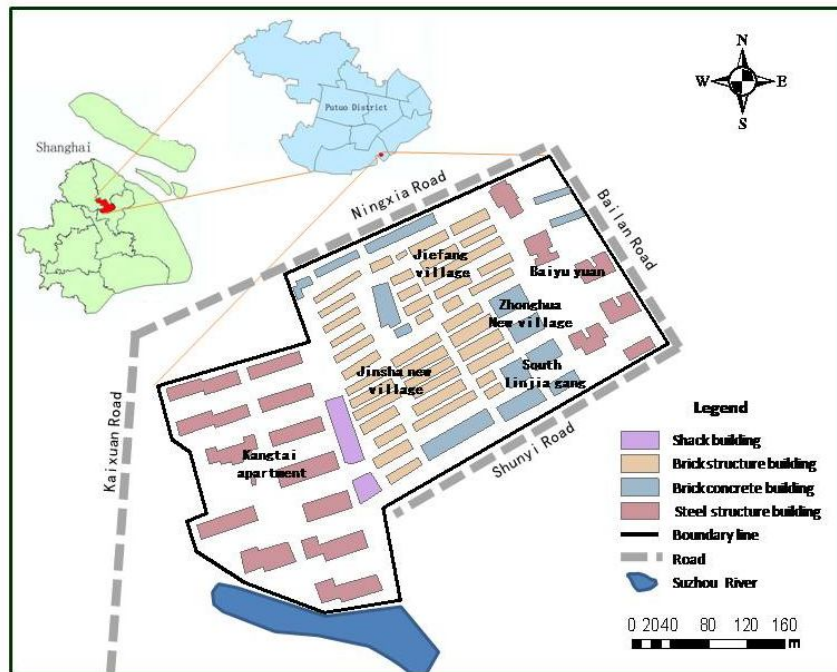 N
W E
S
Putuo District
Shanghai
Ningxia Road
Bailan Road
Jiefang
village
Baiyu yuan
Zhonghua
New village
Jinsha new
village
South
Linjia gang
Kaixuan Road
Kangtai
apartment
Shunyi Road
Legend
Shack building
Brick structure building
Brick concrete building
Steel structure building
Boundary line
Road
Suzhou River
0 20 40 80 120 160
m